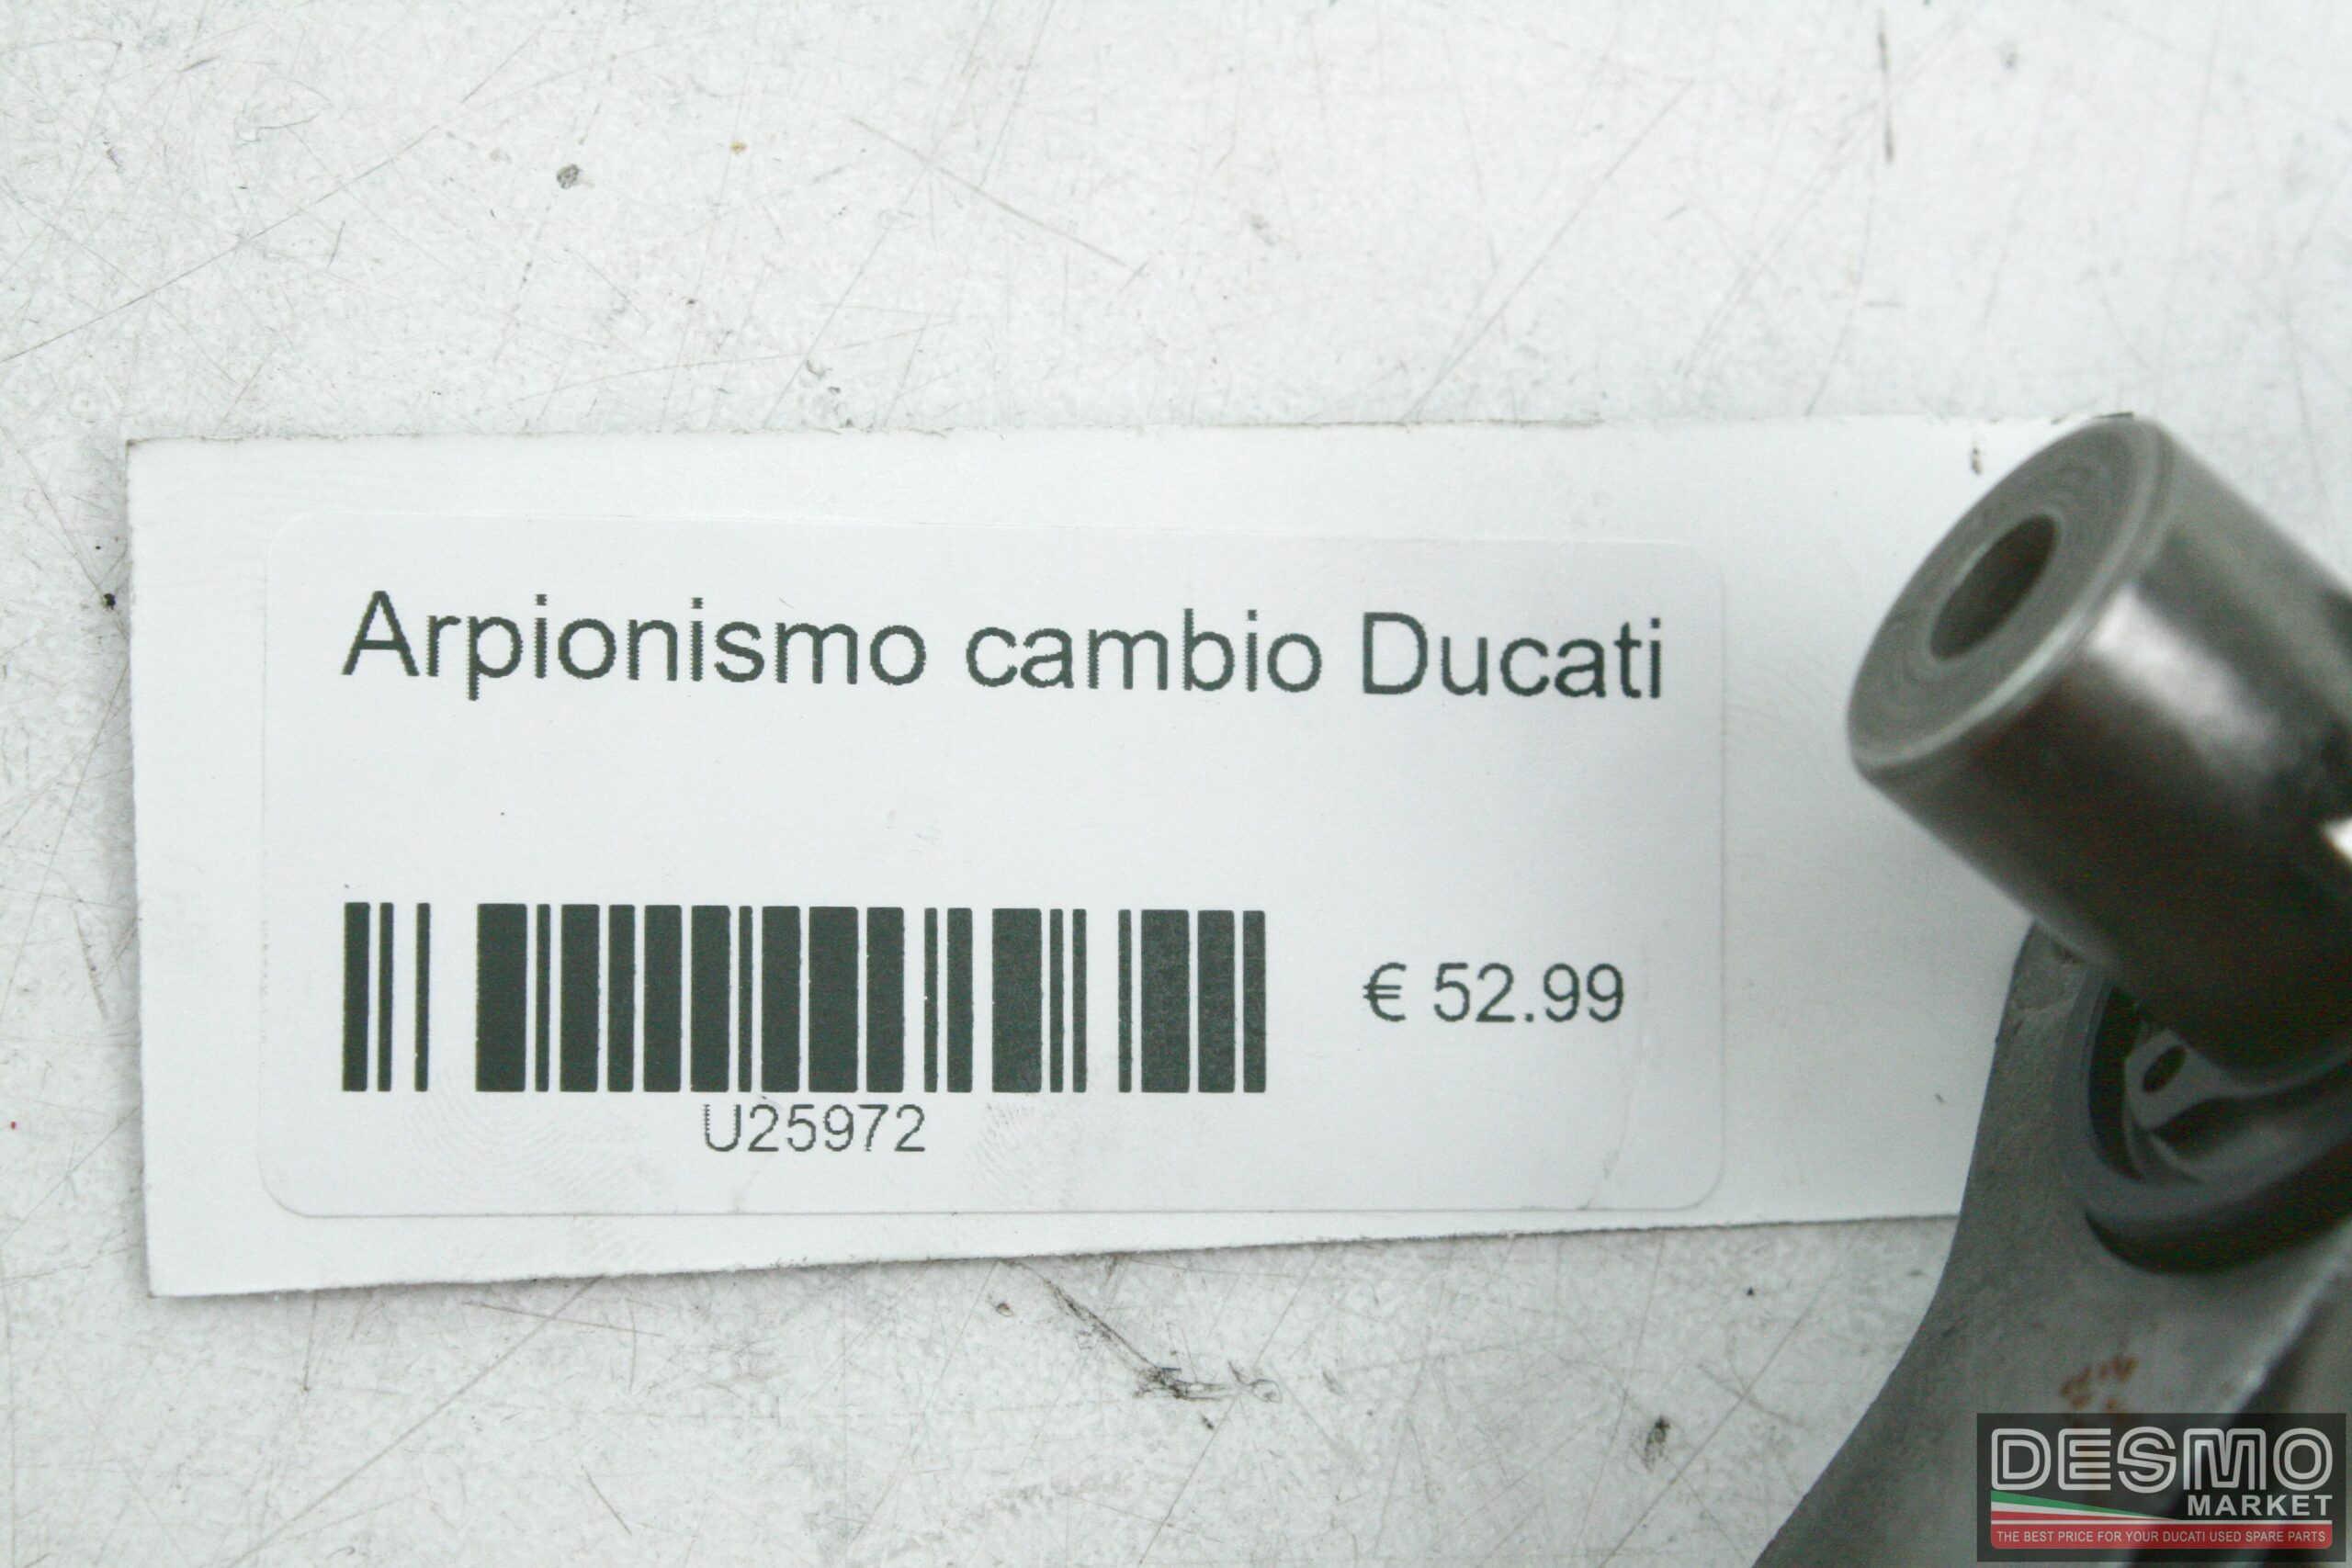 Arpionismo cambio Ducati
€ 52.99
U25972
DESMO
MARKET
THE BEST PRICE FOR YOUR DUCATI USED SPARE PARTS